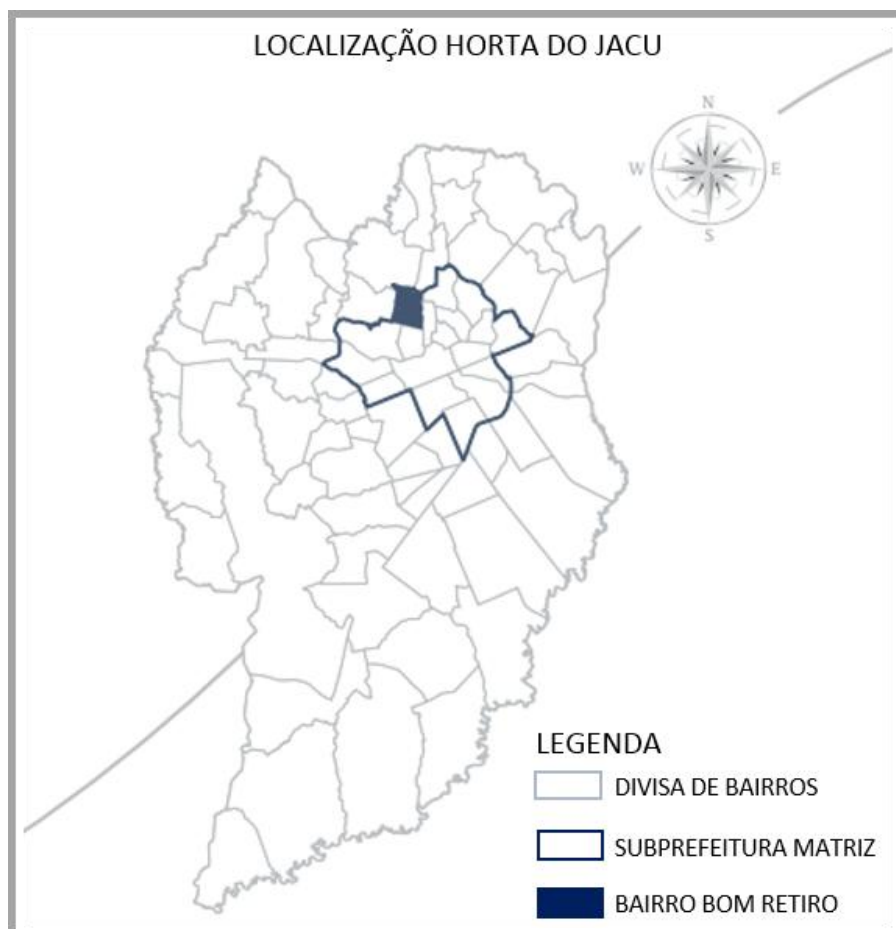 LOCALIZAÇÃO HORTA DO JACU
N
W
E
S
LEGENDA
DIVISA DE BAIRROS
SUBPREFEITURA MATRIZ
BAIRRO BOM RETIRO